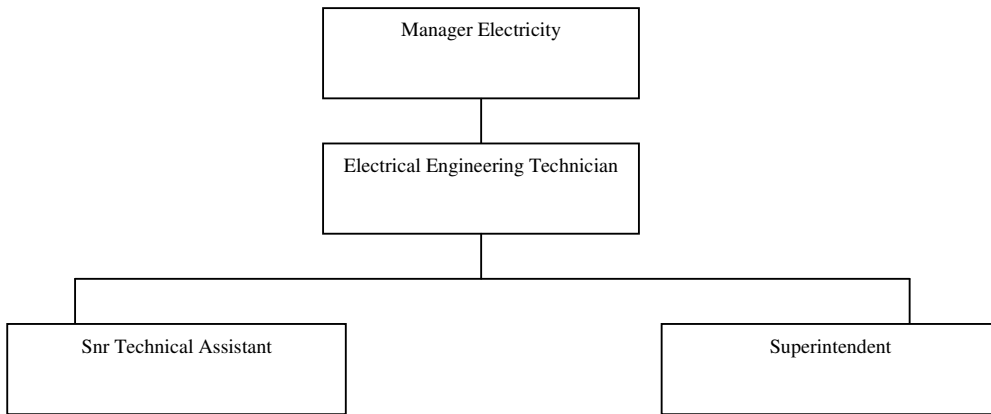 Manager Electricity
Electrical Engineering Technician
Snr Technical Assistant
Superintendent